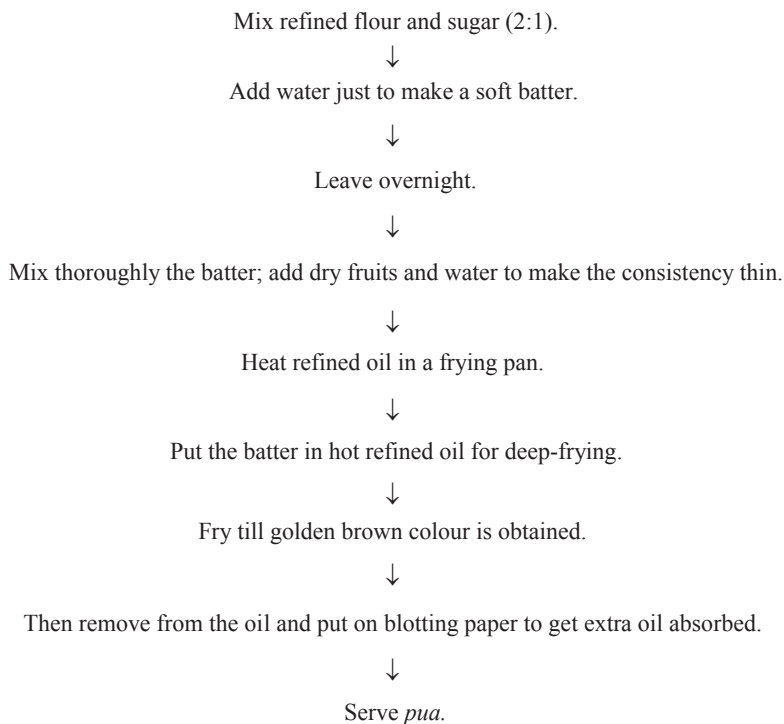 Mix refined flour and sugar (2:1).
↓
Add water just to make a soft batter.
↓
Leave overnight.
↓
Mix thoroughly the batter; add dry fruits and water to make the consistency thin.
↓
Heat refined oil in a frying pan.
↓
Put the batter in hot refined oil for deep-frying.
↓
Fry till golden brown colour is obtained.
↓
Then remove from the oil and put on blotting paper to get extra oil absorbed.
↓
Serve pua.